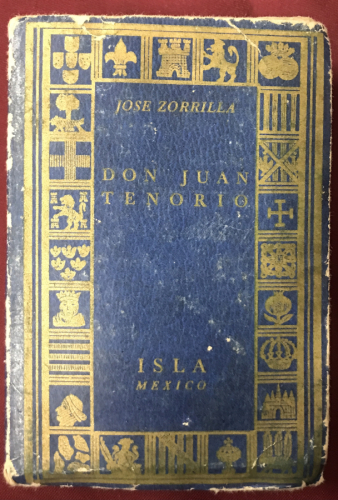 JOSE ZORRILLA
DON JUAN
TENORIO
ISLA
MEXICO